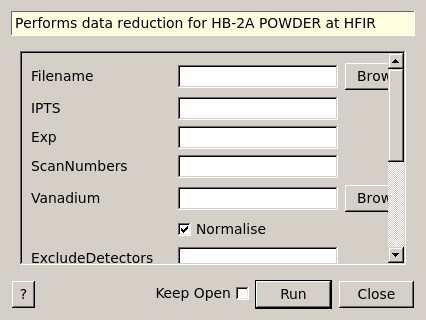 Performs data reduction for HB-2A POWDER at HFIR
Filename Brow
IPTS
Exp
ScanNumbers
Vanadium Brow
Normalise
ExcludeDetectors
? Keep Open Run Close